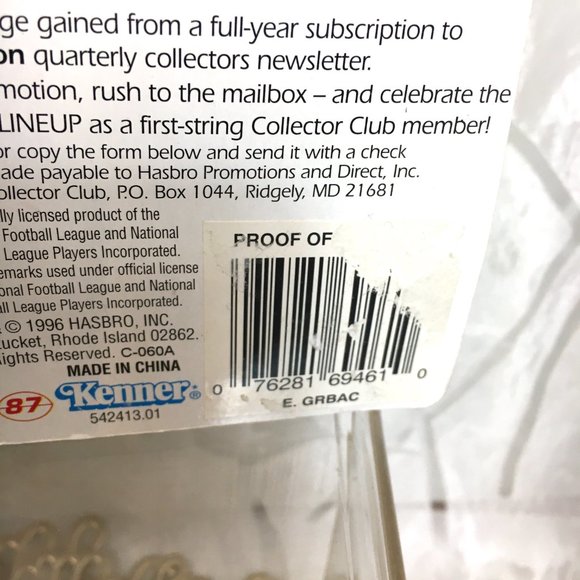 ge gained from a full-year subscription to
on quarterly collectors newsletter.
motion, rush to the mailbox – and celebrate the
LINEUP as a first-string Collector Club member!
or copy the form below and send it with a check
ade payable to Hasbro Promotions and Direct, Inc.
ollector Club, P.O. Box 1044, Ridgely, MD 21681
lly licensed product of the
Football League and National
League Players Incorporated.
emarks used under official license
onal Football League and National
all League Players Incorporated.
© 1996 HASBRO, INC.
ucket, Rhode Island 02862.
ights Reserved. C-060A
MADE IN CHINA
87 Kenner®
542413.01
PROOF OF
0 76281 69461 0
E. GRBAC